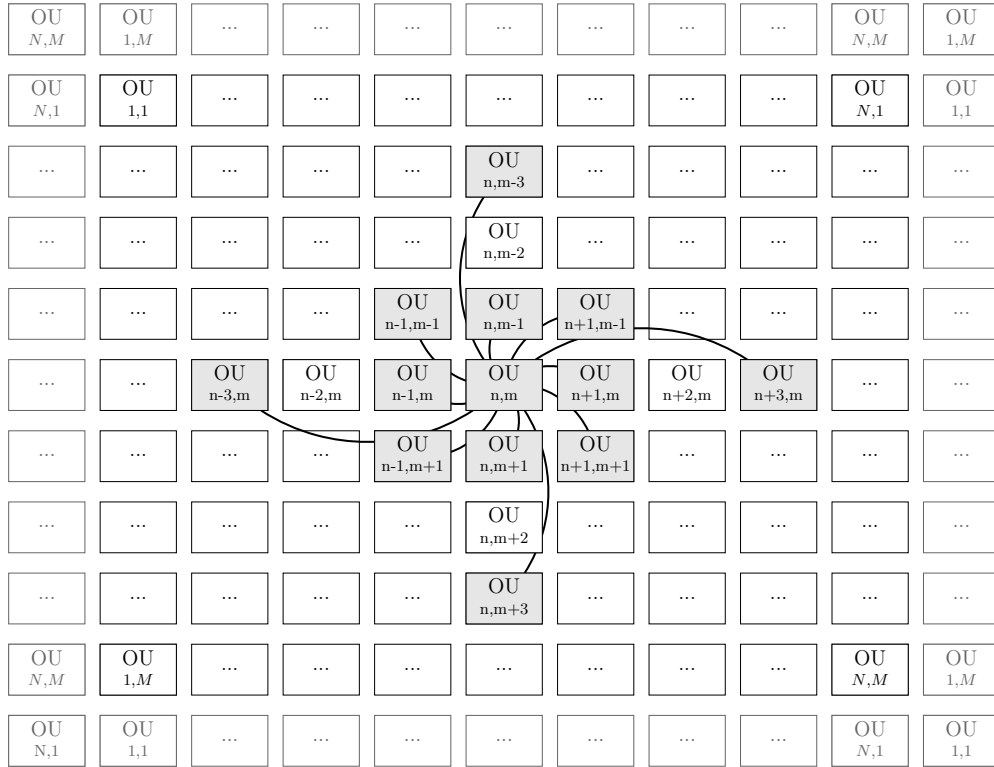 OU OU ... ... ... ... ... ... ... OU OU
N,M 1,M N,M 1,M
OU OU ... ... ... ... ... ... ... OU OU
N,1 1,1 N,1 1,1
... ... ... ... ... OU ... ... ... ... ...
n,m-3
... ... ... ... ... OU ... ... ... ... ...
n,m-2
... ... ... ... OU OU OU ... ... ... ...
n-1,m-1 n,m-1 n+1,m-1
... ... OU OU OU OU OU OU OU ... ...
n-3,m n-2,m n-1,m n,m n+1,m n+2,m n+3,m
... ... ... ... OU OU OU ... ... ... ...
n-1,m+1 n,m+1 n+1,m+1
... ... ... ... ... OU ... ... ... ... ...
n,m+2
... ... ... ... ... OU ... ... ... ... ...
n,m+3
OU OU ... ... ... ... ... ... ... OU OU
N,M 1,M N,M 1,M
OU OU ... ... ... ... ... ... ... OU OU
N,1 1,1 N,1 1,1